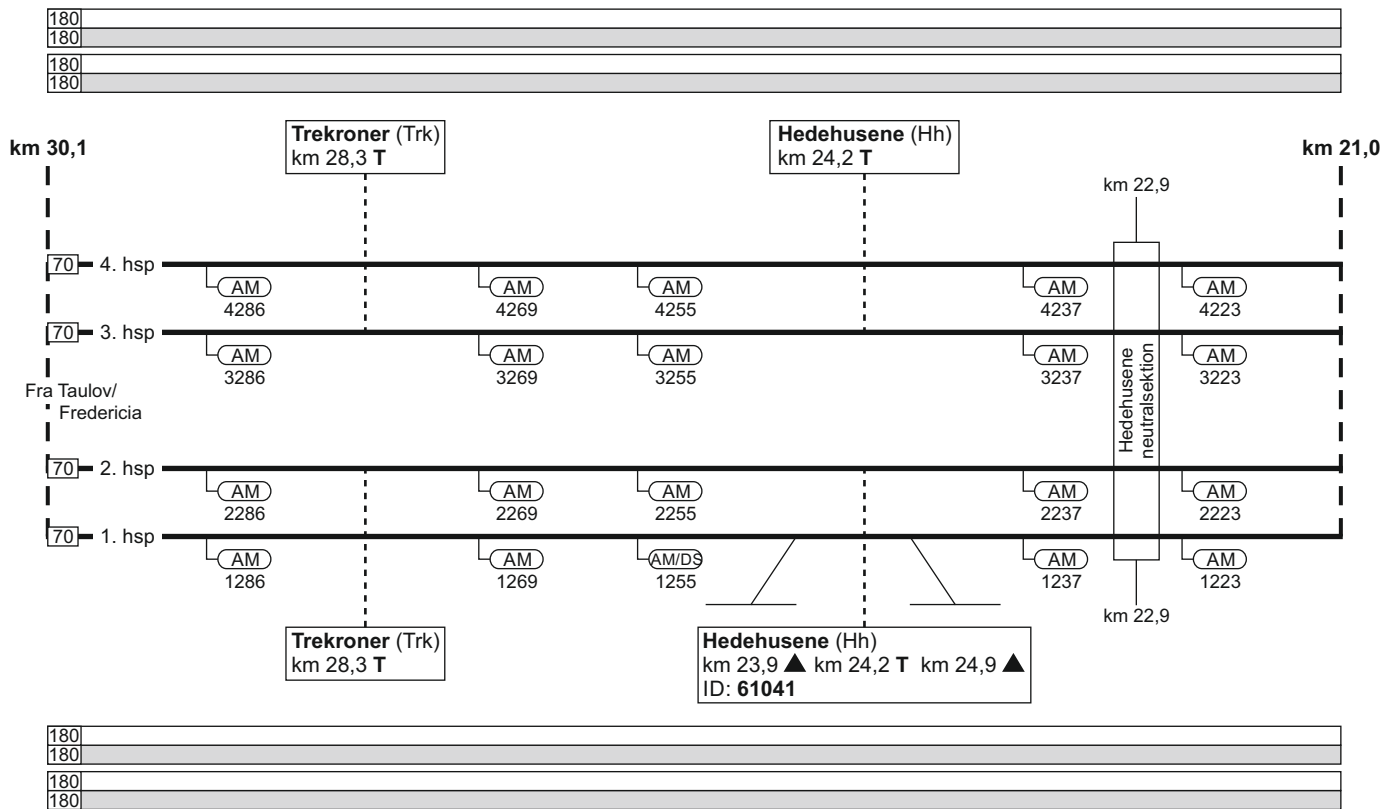 180
180
180
180
Trekroner (Trk)
km 28,3 T
Hedehusene (Hh)
km 24,2 T
km 30,1
km 21,0
km 22,9
70 4. hsp
AM AM AM AM AM
4286 4269 4255 4237 4223
70 3. hsp
AM AM AM AM AM
3286 3269 3255 3237 3223
Fra Taulov/
Fredericia
Hedehusene
neutralsektion
70 2. hsp
AM AM AM AM AM
2286 2269 2255 2237 2223
70 1. hsp
AM AM AM/DS AM AM
1286 1269 1255 1237 1223
km 22,9
Trekroner (Trk)
km 28,3 T
Hedehusene (Hh)
km 23,9 ▲ km 24,2 T km 24,9 ▲
ID: 61041
180
180
180
180